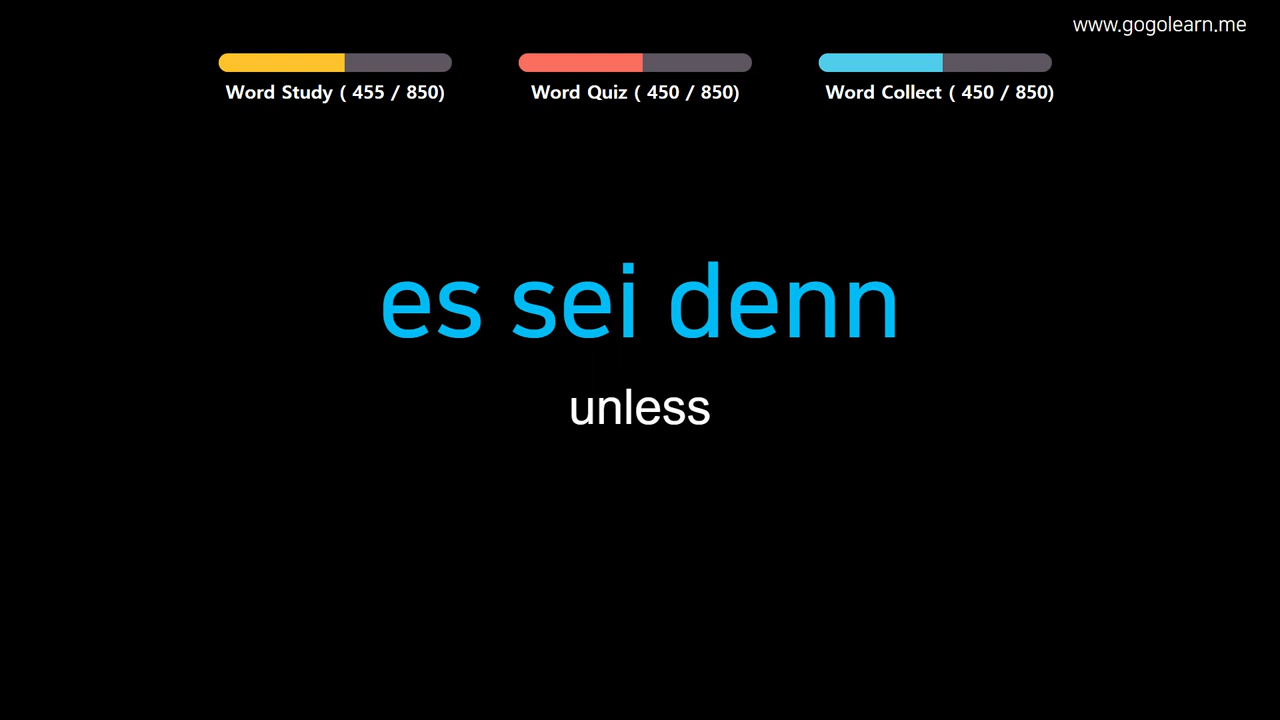 www.gogolearn.me
Word Study ( 455 / 850)
Word Quiz ( 450 / 850)
Word Collect ( 450 / 850)
es sei denn
unless